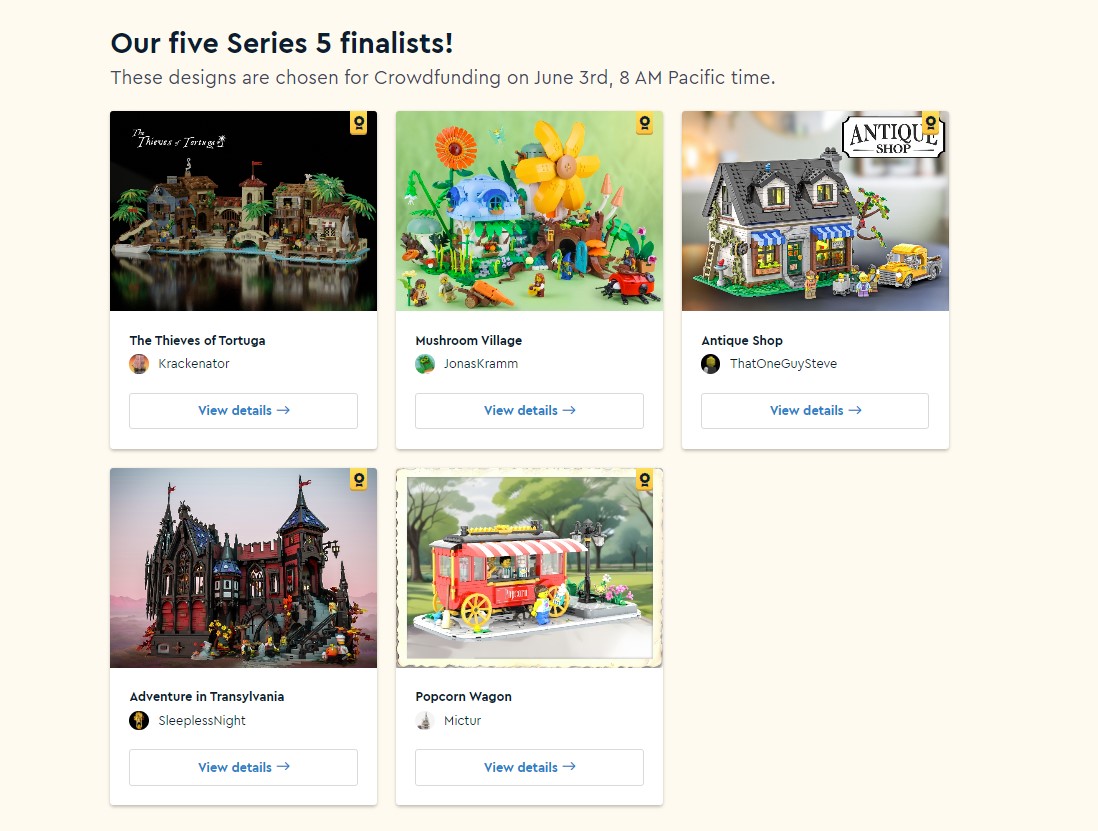 Our five Series 5 finalists!
These designs are chosen for Crowdfunding on June 3rd, 8 AM Pacific time.
The
Thieves of Tortuga
ANTIQUE
SHOP
The Thieves of Tortuga
Krackenator
View details →
Mushroom Village
JonasKramm
View details →
Antique Shop
ThatOneGuySteve
View details →
Popcorn
Adventure in Transylvania
SleeplessNight
View details →
Popcorn Wagon
Mictur
View details →